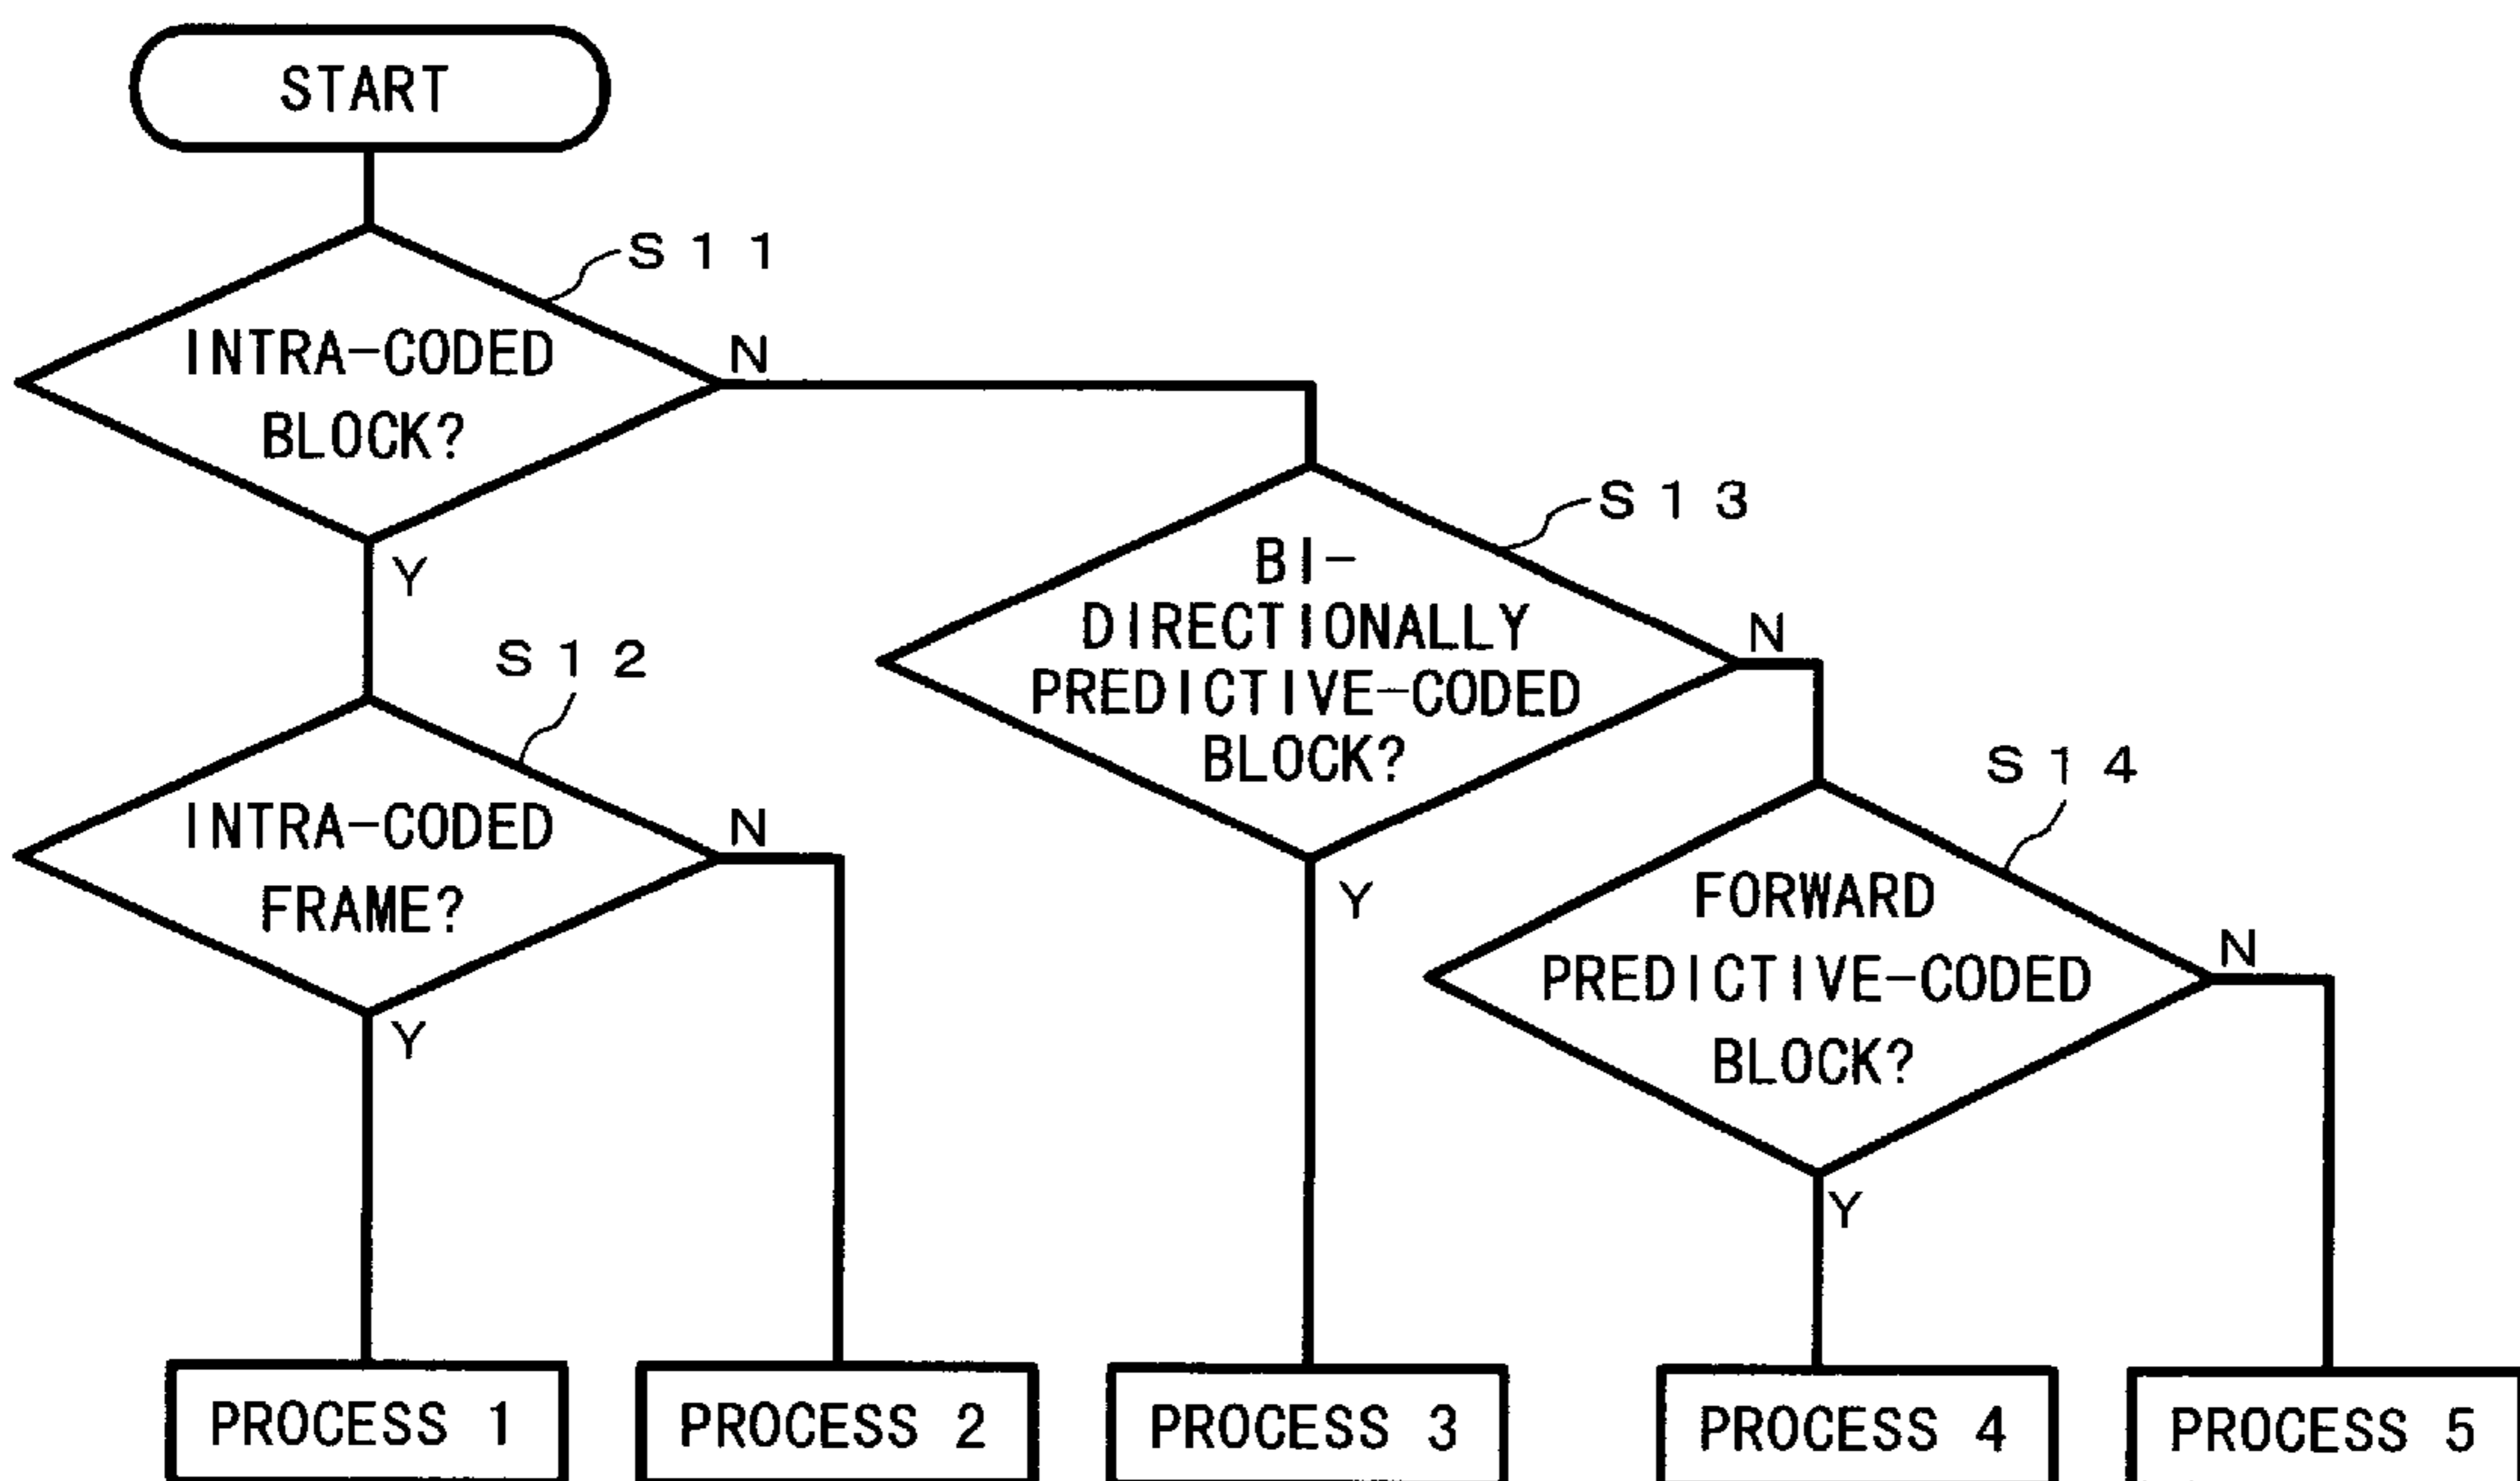 START
S11
INTRA-CODED
BLOCK?
N
Y
S13
BI-
DIRECTIONALLY
PREDICTIVE-CODED
BLOCK?
N
Y
S12
INTRA-CODED
FRAME?
N
Y
S14
FORWARD
PREDICTIVE-CODED
BLOCK?
N
Y
PROCESS 1
PROCESS 2
PROCESS 3
PROCESS 4
PROCESS 5